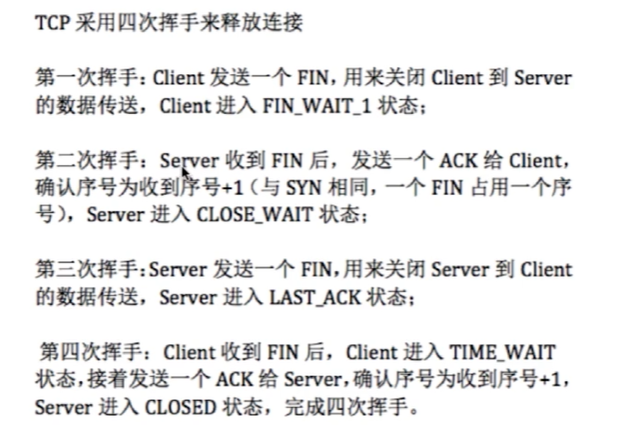 TCP 采用四次挥手来释放连接
第一次挥手：Client 发送一个 FIN，用来关闭 Client 到 Server
的数据传送，Client 进入 FIN_WAIT_1 状态；
第二次挥手：Server 收到 FIN 后，发送一个 ACK 给 Client，
确认序号为收到序号+1（与 SYN 相同，一个 FIN 占用一个序
号），Server 进入 CLOSE_WAIT 状态；
第三次挥手：Server 发送一个 FIN，用来关闭 Server 到 Client
的数据传送，Server 进入 LAST_ACK 状态；
第四次挥手：Client 收到 FIN 后，Client 进入 TIME_WAIT
状态，接着发送一个 ACK 给 Server，确认序号为收到序号+1，
Server 进入 CLOSED 状态，完成四次挥手。